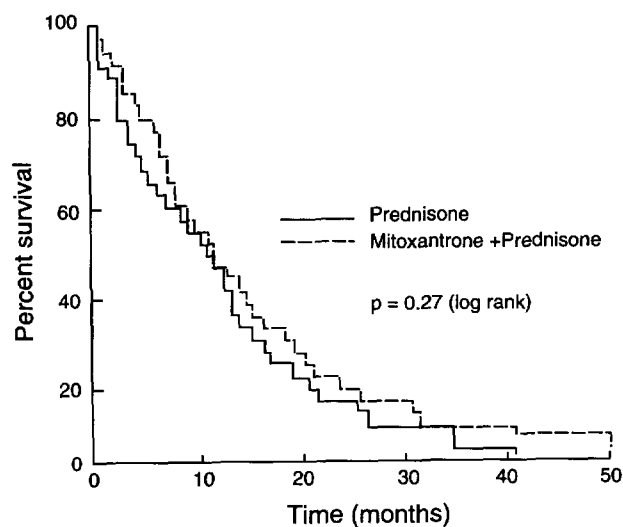 100
80
60
40
20
0
Percent survival
Prednisone
Mitoxantrone +Prednisone
p = 0.27 (log rank)
0 10 20 30 40 50
Time (months)